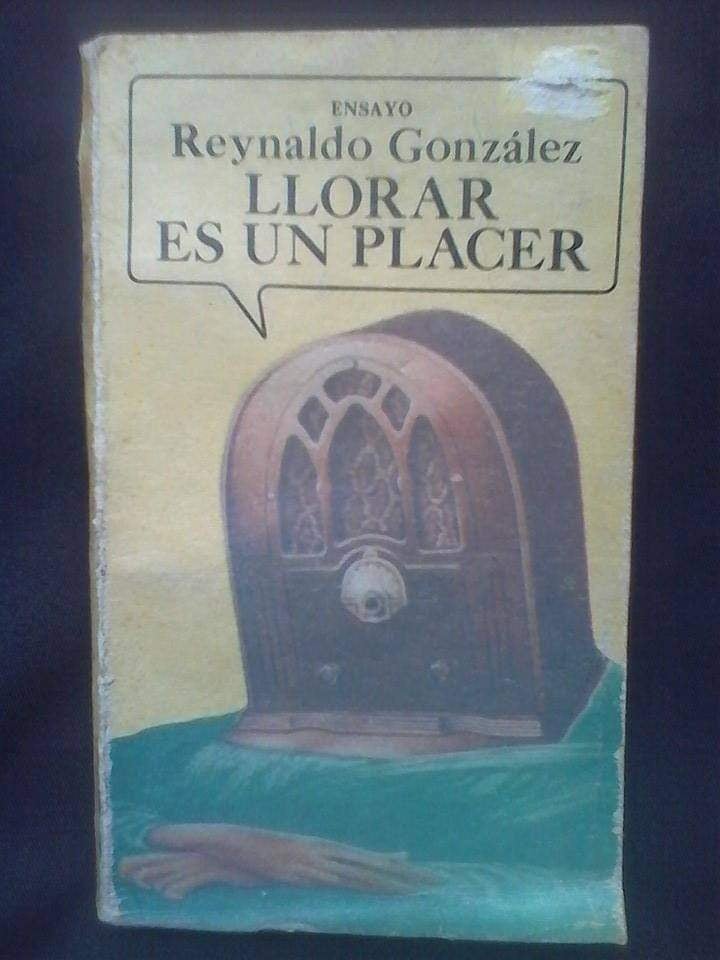 ENSAYO
Reynaldo González
LLORAR
ES UN PLACER